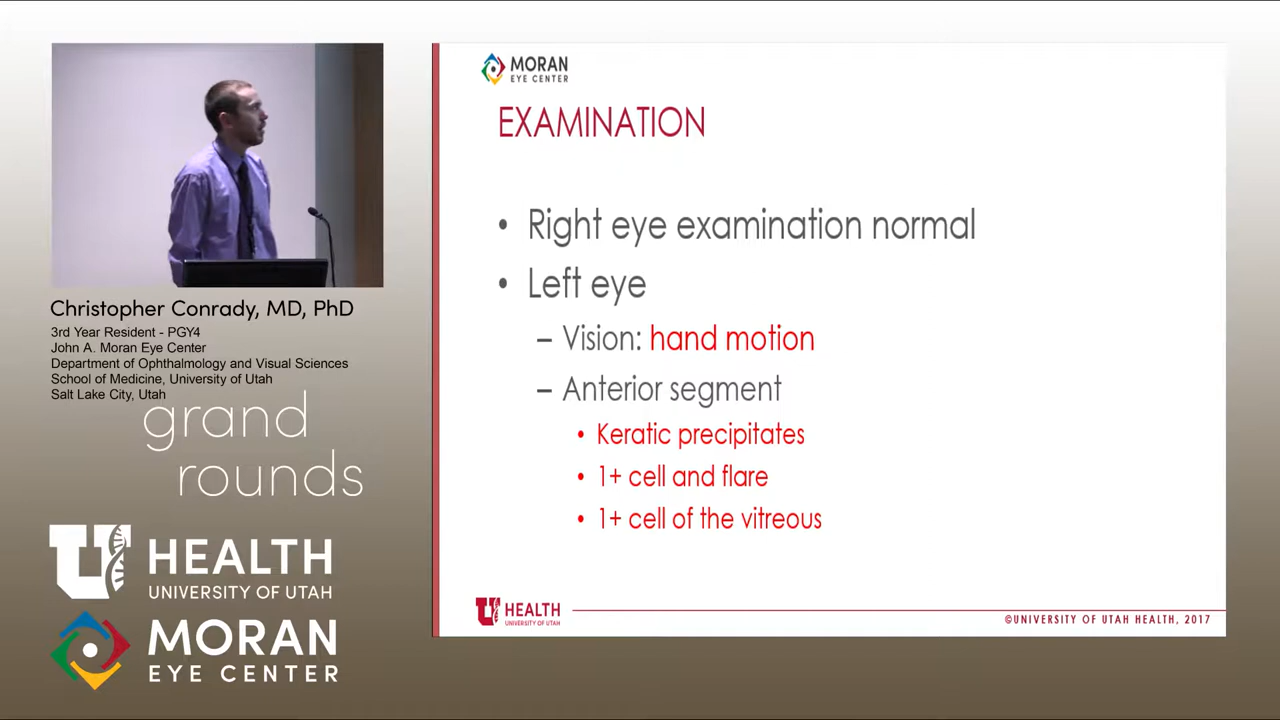 Christopher Conrady, MD, PhD
3rd Year Resident - PGY4
John A. Moran Eye Center
Department of Ophthalmology and Visual Sciences
School of Medicine, University of Utah
Salt Lake City, Utah
grand
rounds
U
HEALTH
UNIVERSITY OF UTAH
MORAN
EYE CENTER
MORAN
EYE CENTER
EXAMINATION
• Right eye examination normal
• Left eye
– Vision: hand motion
– Anterior segment
• Keratic precipitates
• 1+ cell and flare
• 1+ cell of the vitreous
U HEALTH
UNIVERSITY OF UTAH
©UNIVERSITY OF UTAH HEALTH, 2017